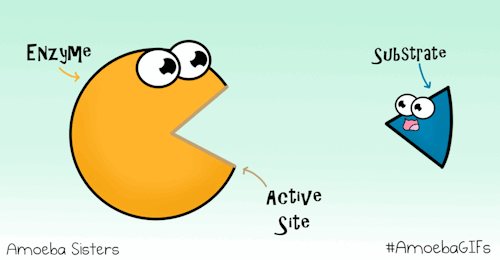 Enzyme
Substrate
Active
Site
Amoeba Sisters
#AmoebaGIFs